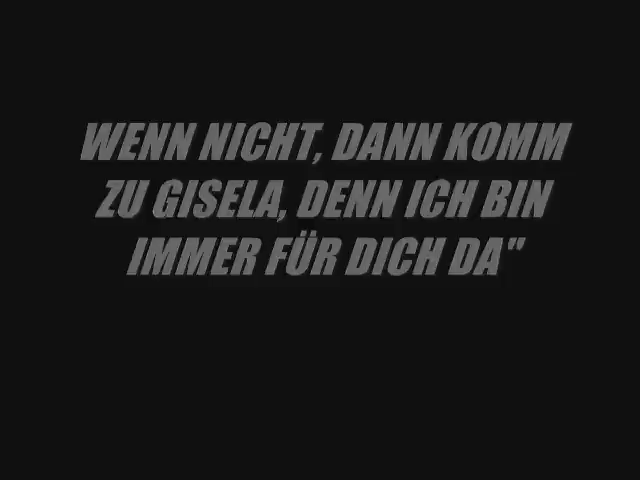 WENN NICHT, DANN KOMM
ZU GISELA, DENN ICH BIN
IMMER FÜR DICH DA"